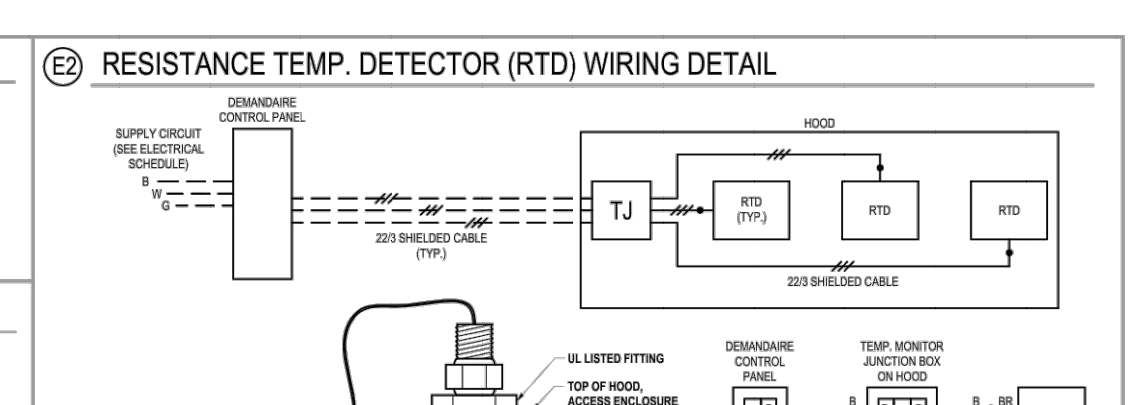 E2 RESISTANCE TEMP. DETECTOR (RTD) WIRING DETAIL
DEMANDAIRE
CONTROL PANEL
SUPPLY CIRCUIT
(SEE ELECTRICAL
SCHEDULE)
B
W
G
22/3 SHIELDED CABLE
(TYP.)
HOOD
TJ
RTD
(TYP.)
RTD
RTD
22/3 SHIELDED CABLE
UL LISTED FITTING
TOP OF HOOD,
ACCESS ENCLOSURE
DEMANDAIRE
CONTROL
PANEL
TEMP. MONITOR
JUNCTION BOX
ON HOOD
B
B BR